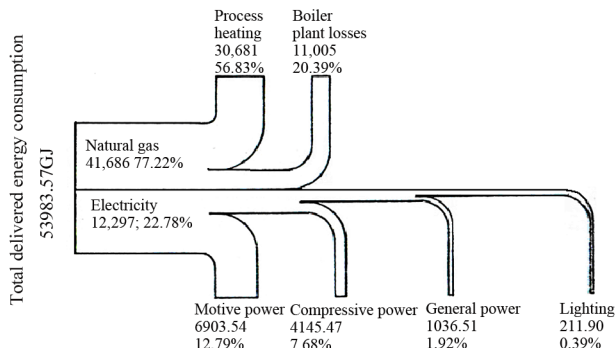 Total delivered energy consumption
53983.57GJ
Process
heating
30,681
56.83%
Boiler
plant losses
11,005
20.39%
Natural gas
41,686 77.22%
Electricity
12,297; 22.78%
Motive power
6903.54
12.79%
Compressive power
4145.47
7.68%
General power
1036.51
1.92%
Lighting
211.90
0.39%